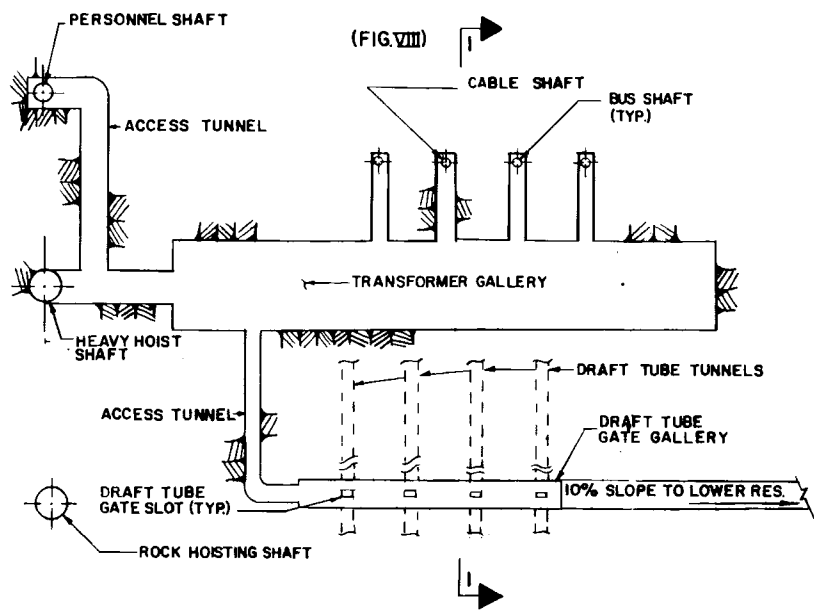 PERSONNEL SHAFT
(FIG. VIII)
1
CABLE SHAFT
BUS SHAFT
(TYP.)
ACCESS TUNNEL
TRANSFORMER GALLERY
HEAVY HOIST
SHAFT
DRAFT TUBE TUNNELS
ACCESS TUNNEL
DRAFT TUBE
GATE GALLERY
10% SLOPE TO LOWER RES.
DRAFT TUBE
GATE SLOT (TYP.)
ROCK HOISTING SHAFT
1